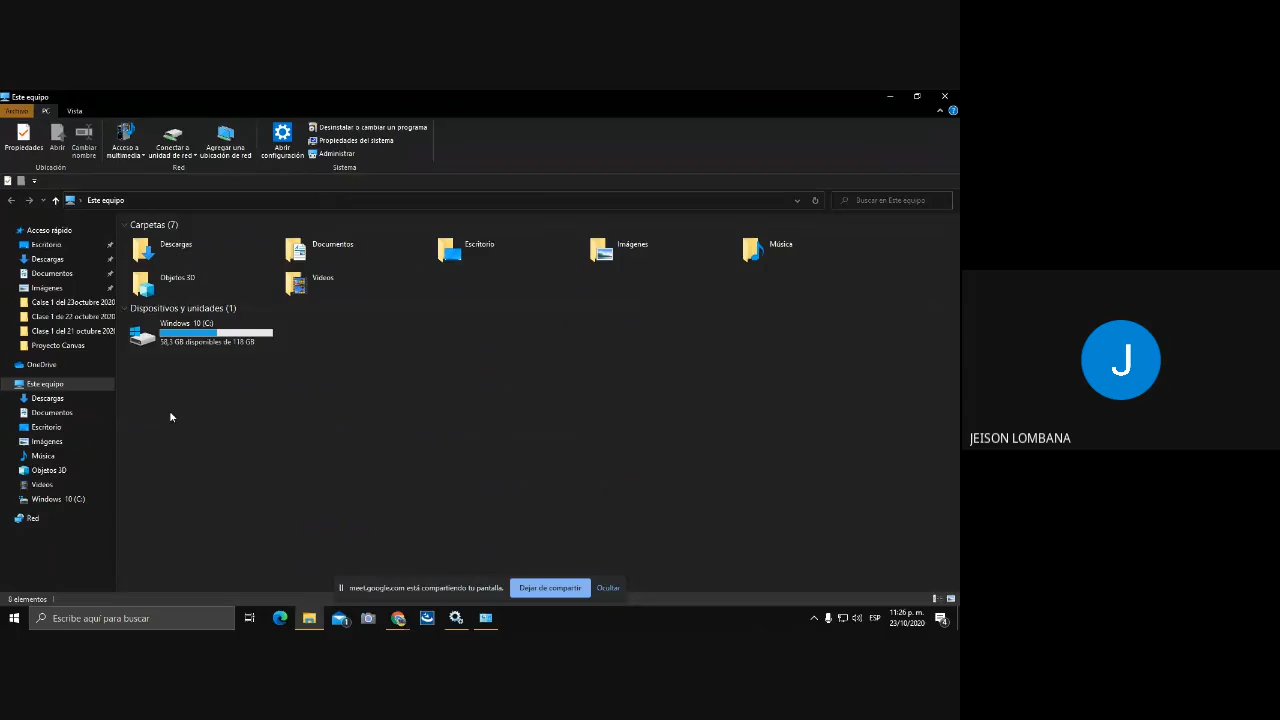 Este equipo
Archivo PC Vista
Propiedades
Abrir
Cambiar nombre
Ubicación
Acceso a multimedia
Conectar a unidad de red
Agregar una ubicación de red
Red
Abrir configuración
Desinstalar o cambiar un programa
Propiedades del sistema
Administrar
Sistema
Este equipo
Buscar en Este equipo
Acceso rápido
Escritorio
Descargas
Documentos
Imágenes
Calse 1 del 23octubre 2020
Clase 1 de 22 octubre 2020
Clase 1 del 21 octubre 2020
Proyecto Canvas
OneDrive
Este equipo
Descargas
Documentos
Escritorio
Imágenes
Música
Objetos 3D
Videos
Windows 10 (C:)
Red
Carpetas (7)
Descargas
Documentos
Escritorio
Imágenes
Música
Objetos 3D
Videos
Dispositivos y unidades (1)
Windows 10 (C:)
58,3 GB disponibles de 118 GB
meet.google.com está compartiendo tu pantalla.
Dejar de compartir
Ocultar
8 elementos
Escribe aquí para buscar
1
ESP
11:26 p. m.
23/10/2020
4
J
JEISON LOMBANA